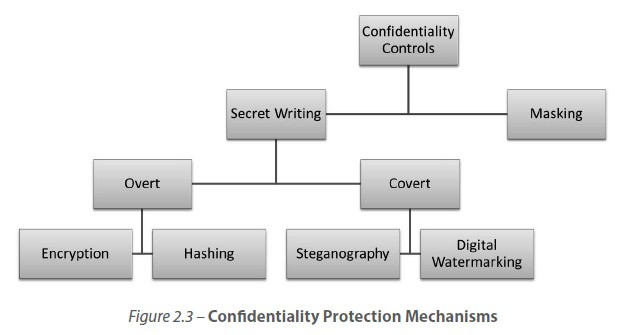 Confidentiality
Controls
Secret Writing
Masking
Overt
Covert
Encryption
Hashing
Steganography
Digital
Watermarking
Figure 2.3 – Confidentiality Protection Mechanisms